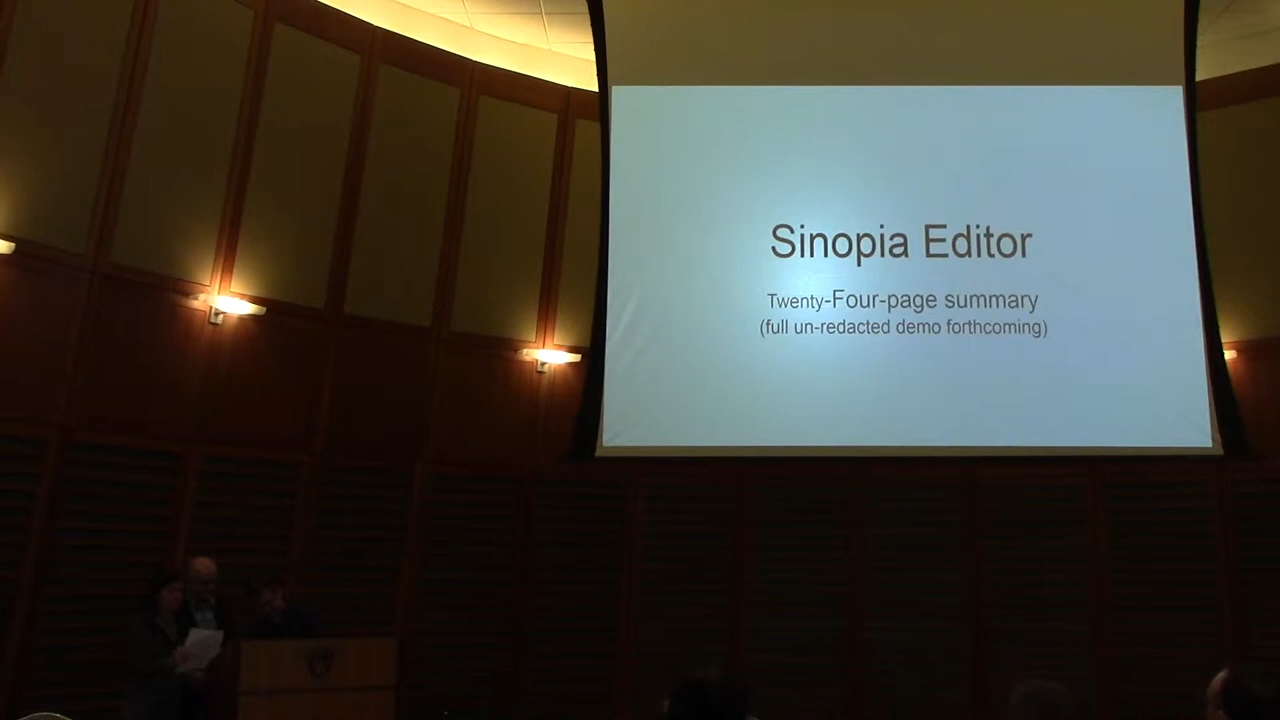 Sinopia Editor
Twenty-Four-page summary
(full un-redacted demo forthcoming)